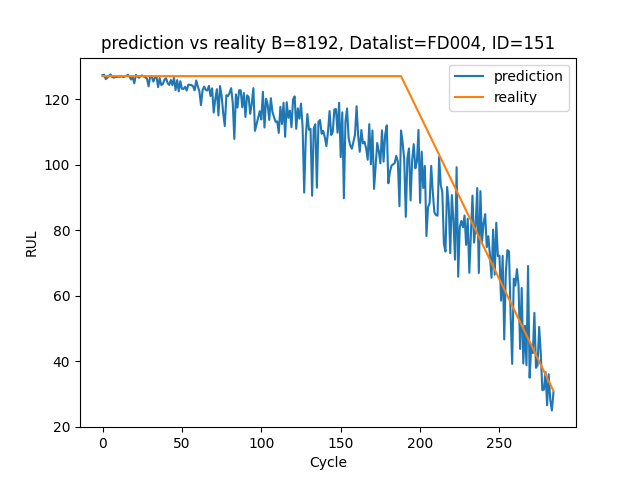 prediction vs reality B=8192, Datalist=FD004, ID=151
prediction
reality
120
100
80
60
40
20
RUL
0 50 100 150 200 250
Cycle